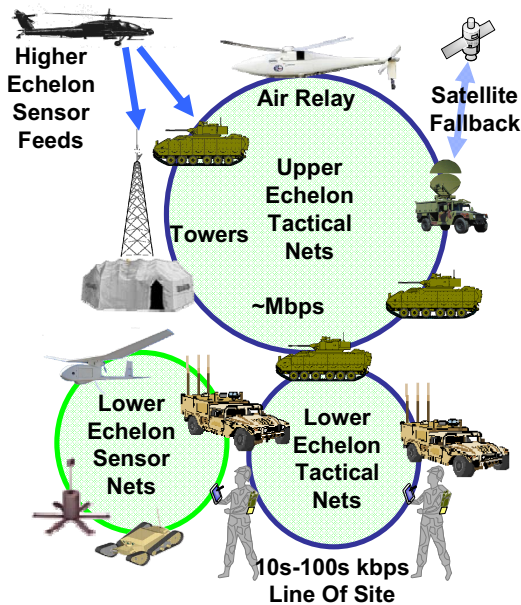 Higher
Echelon
Sensor
Feeds
Air Relay
Satellite
Fallback
Upper
Echelon
Tactical
Nets
Towers
~Mbps
Lower
Echelon
Sensor
Nets
Lower
Echelon
Tactical
Nets
10s-100s kbps
Line Of Site